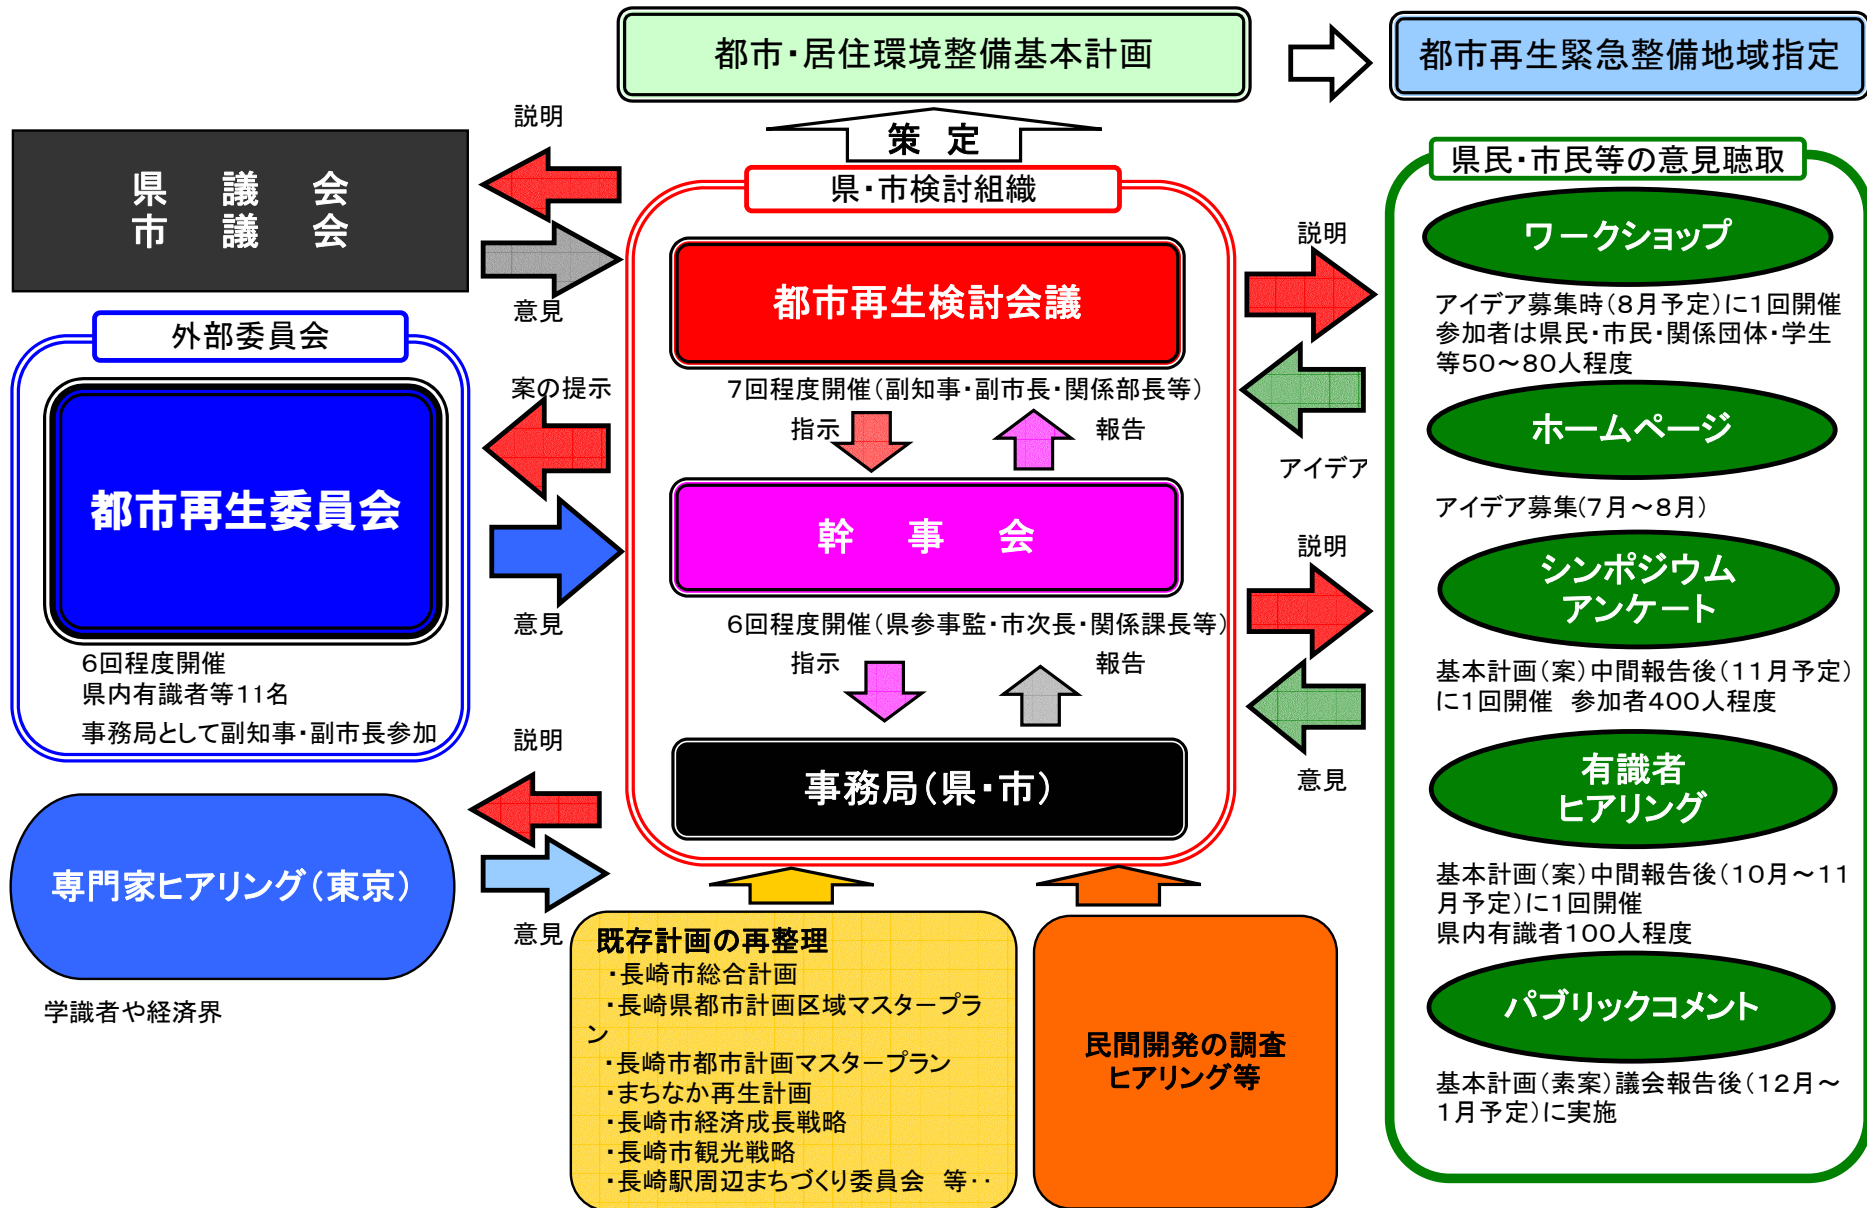 都市・居住環境整備基本計画
都市再生緊急整備地域指定
策　定
県　議　会
市　議　会
説明
意見
外部委員会
都市再生委員会
6回程度開催
県内有識者等11名
事務局として副知事・副市長参加
案の提示
意見
専門家ヒアリング(東京)
学識者や経済界
説明
意見
県・市検討組織
都市再生検討会議
7回程度開催(副知事・副市長・関係部長等)
指示
報告
幹　事　会
6回程度開催(県参事監・市次長・関係課長等)
指示
報告
事務局(県・市)
既存計画の再整理
・長崎市総合計画
・長崎県都市計画区域マスタープラ
ン
・長崎市都市計画マスタープラン
・まちなか再生計画
・長崎市経済成長戦略
・長崎市観光戦略
・長崎駅周辺まちづくり委員会　等・・
民間開発の調査
ヒアリング等
説明
アイデア
説明
意見
県民・市民等の意見聴取
ワークショップ
アイデア募集時(8月予定)に1回開催
参加者は県民・市民・関係団体・学生
等50～80人程度
ホームページ
アイデア募集(7月～8月)
シンポジウム
アンケート
基本計画(案)中間報告後(11月予定)
に1回開催　参加者400人程度
有識者
ヒアリング
基本計画(案)中間報告後(10月～11
月予定)に1回開催
県内有識者100人程度
パブリックコメント
基本計画(素案)議会報告後(12月～
1月予定)に実施